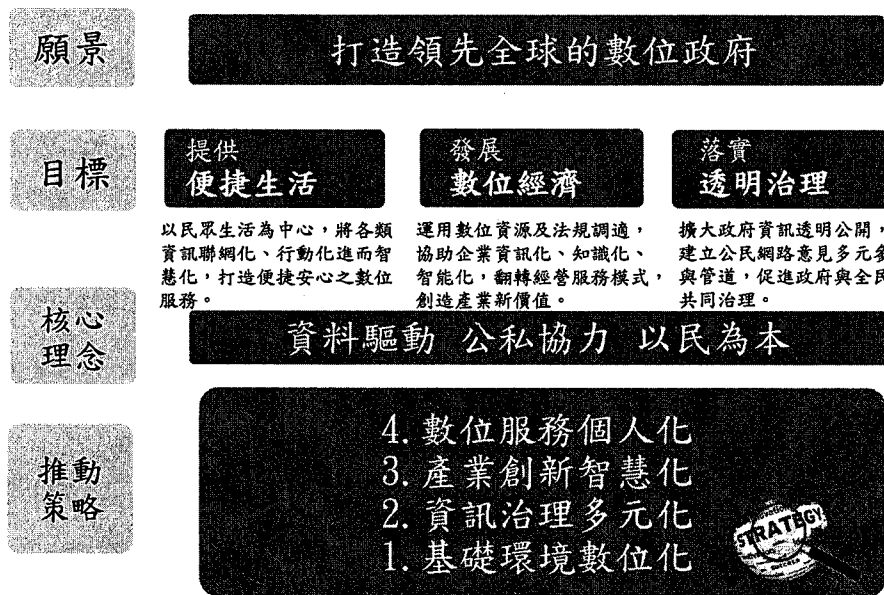 願景
打造領先全球的數位政府
目標
提供
便捷生活
以民眾生活為中心，將各類
資訊聯網化、行動化進而智
慧化，打造便捷安心之數位
服務。
發展
數位經濟
運用數位資源及法規調適，
協助企業資訊化、知識化、
智能化，翻轉經營服務模式，
創造產業新價值。
落實
透明治理
擴大政府資訊透明公開，
建立公民網路意見多元參
與管道，促進政府與全民
共同治理。
核心
理念
資料驅動 公私協力 以民為本
推動
策略
4. 數位服務個人化
3. 產業創新智慧化
2. 資訊治理多元化
1. 基礎環境數位化
STRATEGY